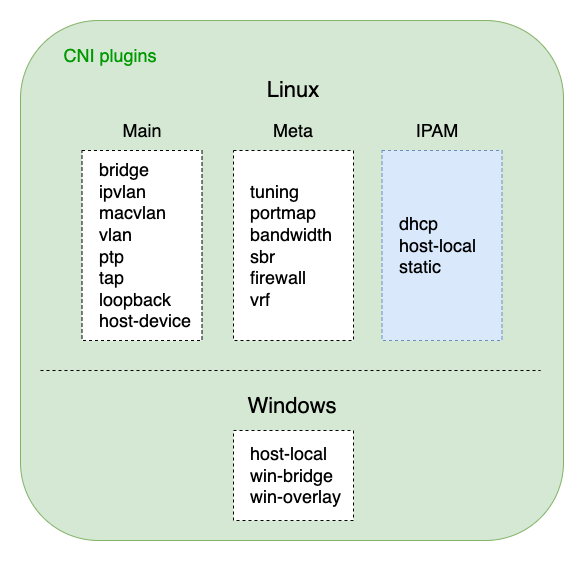 CNI plugins
Linux
Main
bridge
ipvlan
macvlan
vlan
ptp
tap
loopback
host-device
Meta
tuning
portmap
bandwidth
sbr
firewall
vrf
IPAM
dhcp
host-local
static
Windows
host-local
win-bridge
win-overlay